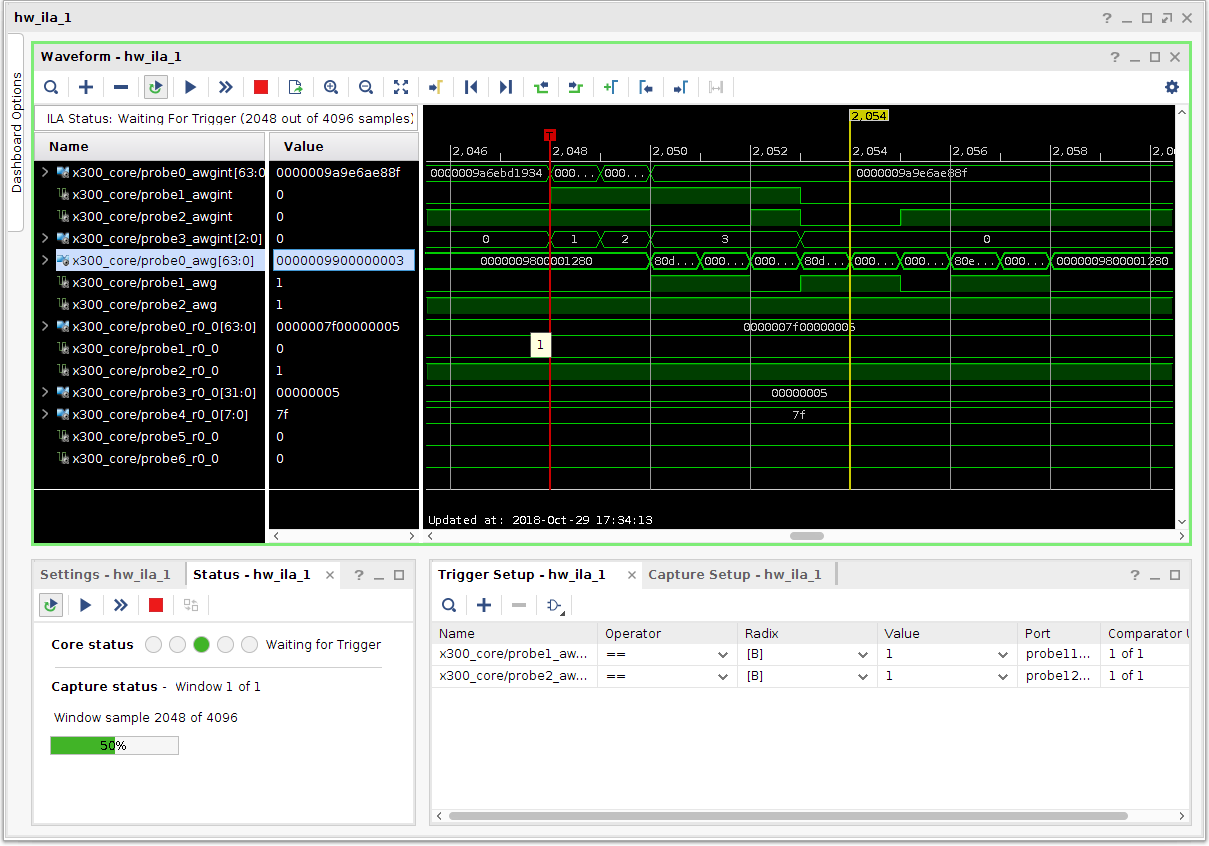 hw_ila_1
Dashboard Options
Waveform - hw_ila_1
ILA Status: Waiting For Trigger (2048 out of 4096 samples)
Name Value
2,054
T
2,046 2,048 2,050 2,052 2,054 2,056 2,058 2,0
x300_core/probe0_awgint[63:0 0000009a9e6ae88f 0000009a6ebd1934 000... 000... 0000009a9e6ae88f
x300_core/probe1_awgint 0
x300_core/probe2_awgint 0
x300_core/probe3_awgint[2:0] 0 0 1 2 3 0
x300_core/probe0_awg[63:0] 0000009900000003 0000009800001280 80d... 000... 000... 80d... 000... 000... 80e... 000... 0000009800001280
x300_core/probe1_awg 1
x300_core/probe2_awg 1
x300_core/probe0_r0_0[63:0] 0000007f00000005 0000007f00000005
x300_core/probe1_r0_0 0 1
x300_core/probe2_r0_0 1
x300_core/probe3_r0_0[31:0] 00000005 00000005
x300_core/probe4_r0_0[7:0] 7f 7f
x300_core/probe5_r0_0 0
x300_core/probe6_r0_0 0
Updated at: 2018-Oct-29 17:34:13
Settings - hw_ila_1 Status - hw_ila_1
Core status Waiting for Trigger
Capture status - Window 1 of 1
Window sample 2048 of 4096
50%
Trigger Setup - hw_ila_1 Capture Setup - hw_ila_1
Name Operator Radix Value Port Comparator U
x300_core/probe1_aw... == [B] 1 probe11... 1 of 1
x300_core/probe2_aw... == [B] 1 probe12... 1 of 1